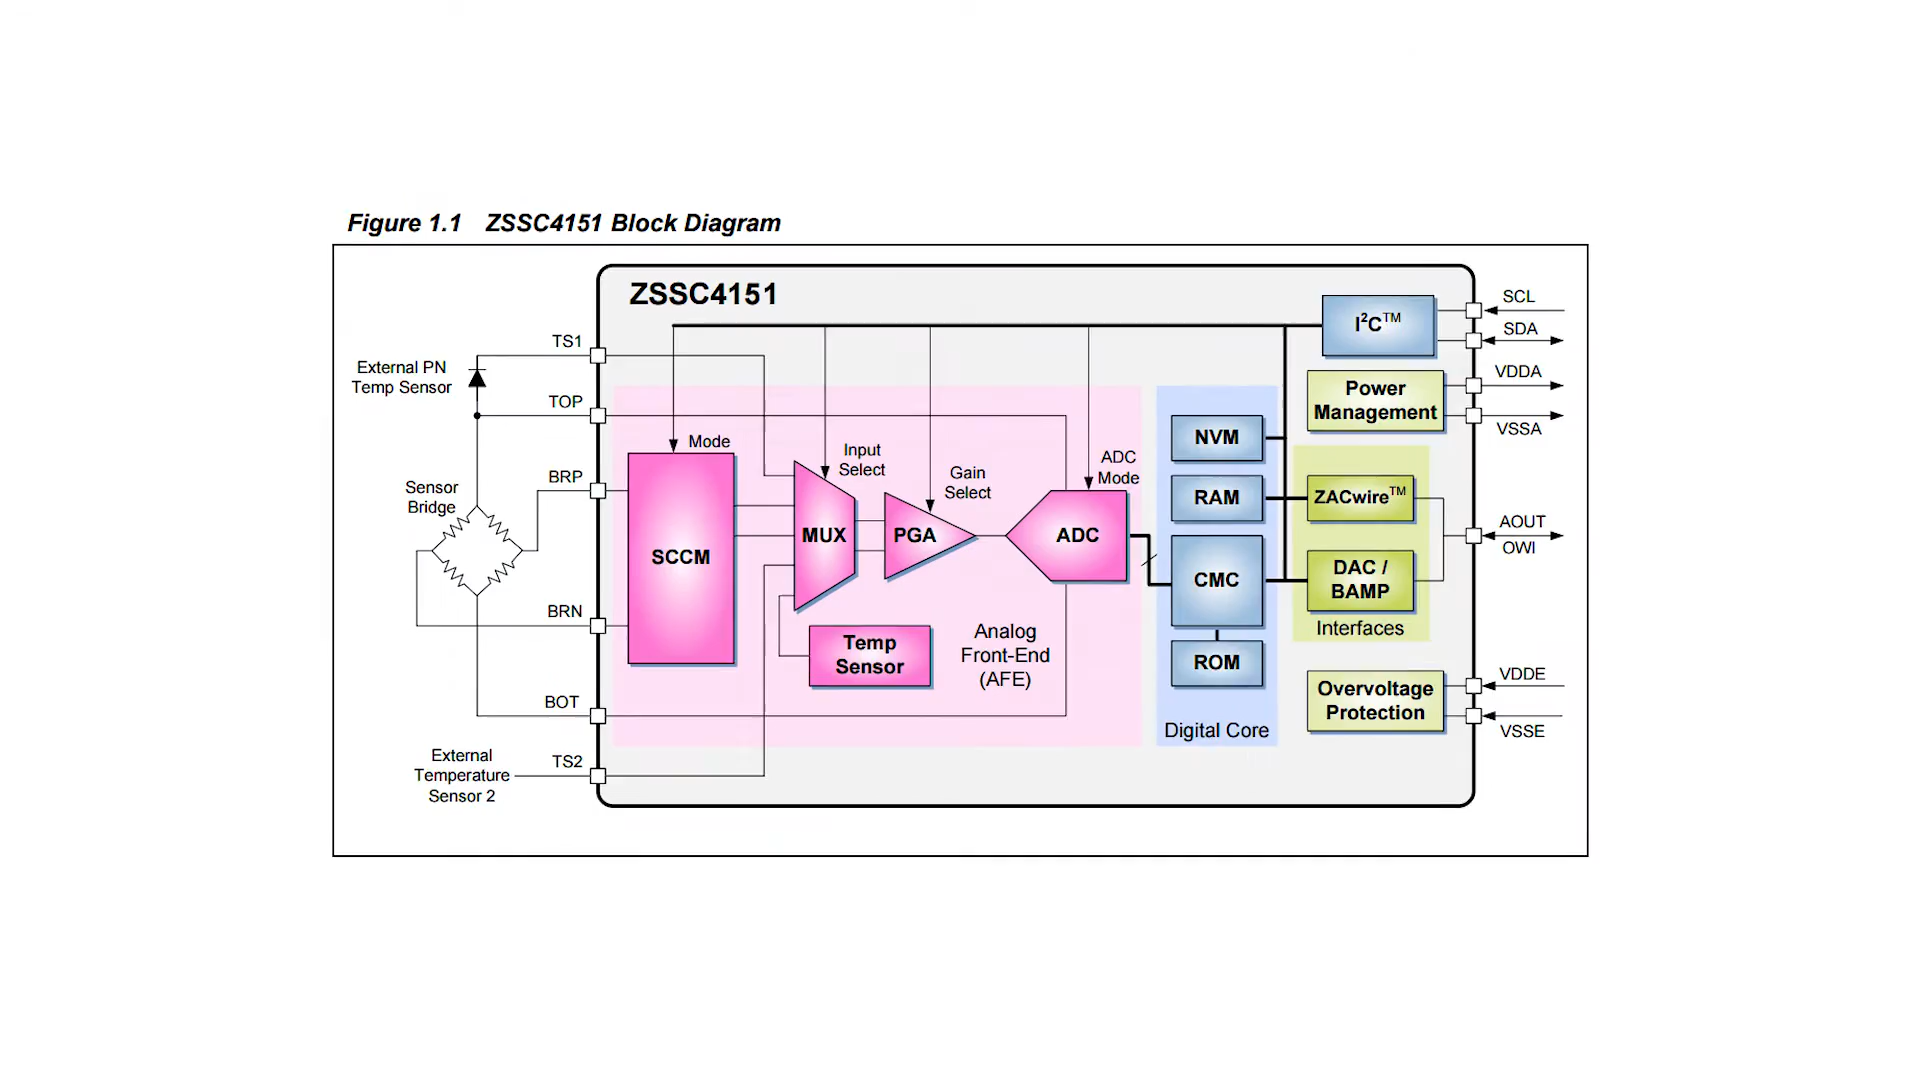 Figure 1.1 ZSSC4151 Block Diagram
ZSSC4151
I²C™
SCL
SDA
TS1
External PN
Temp Sensor
VDDA
Power
Management
VSSA
TOP
Mode
Input
Select
ADC
Mode
NVM
Gain
Select
BRP
Sensor
Bridge
RAM
ZACwire™
AOUT
OWI
SCCM
MUX
PGA
ADC
CMC
DAC /
BAMP
Interfaces
BRN
Temp
Sensor
Analog
Front-End
(AFE)
ROM
VDDE
Overvoltage
Protection
VSSE
BOT
Digital Core
External
Temperature
Sensor 2
TS2